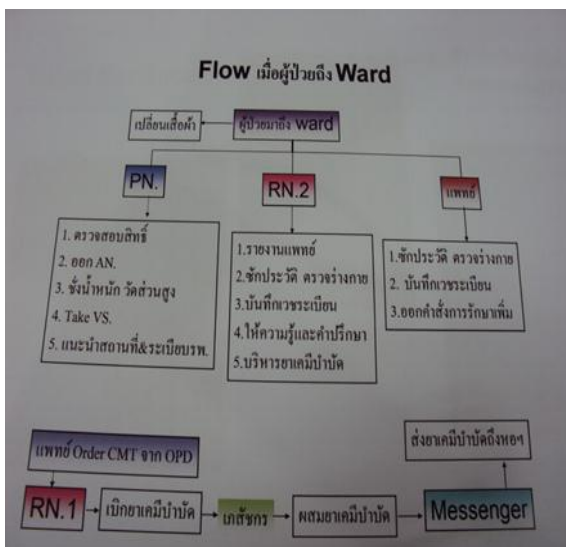 Flow เมื่อผู้ป่วยถึง Ward
เปลี่ยนเสื้อผ้า
ผู้ป่วยมาถึง ward
PN.
RN.2
แพทย์
1. ตรวจสอบสิทธิ์
2. ออก AN.
3. ชั่งน้ำหนัก วัดส่วนสูง
4. Take VS.
5. แนะนำสถานที่&ระเบียบรพ.
1.รายงานแพทย์
2.ซักประวัติ ตรวจร่างกาย
3.บันทึกเวชระเบียน
4.ให้ความรู้และคำปรึกษา
5.บริหารยาเคมีบำบัด
1.ซักประวัติ ตรวจร่างกาย
2. บันทึกเวชระเบียน
3.ออกคำสั่งการรักษาเพิ่ม
แพทย์ Order CMT จาก OPD
ส่งยาเคมีบำบัดถึงหอฯ
RN.1
เบิกยาเคมีบำบัด
เภสัชกร
ผสมยาเคมีบำบัด
Messenger